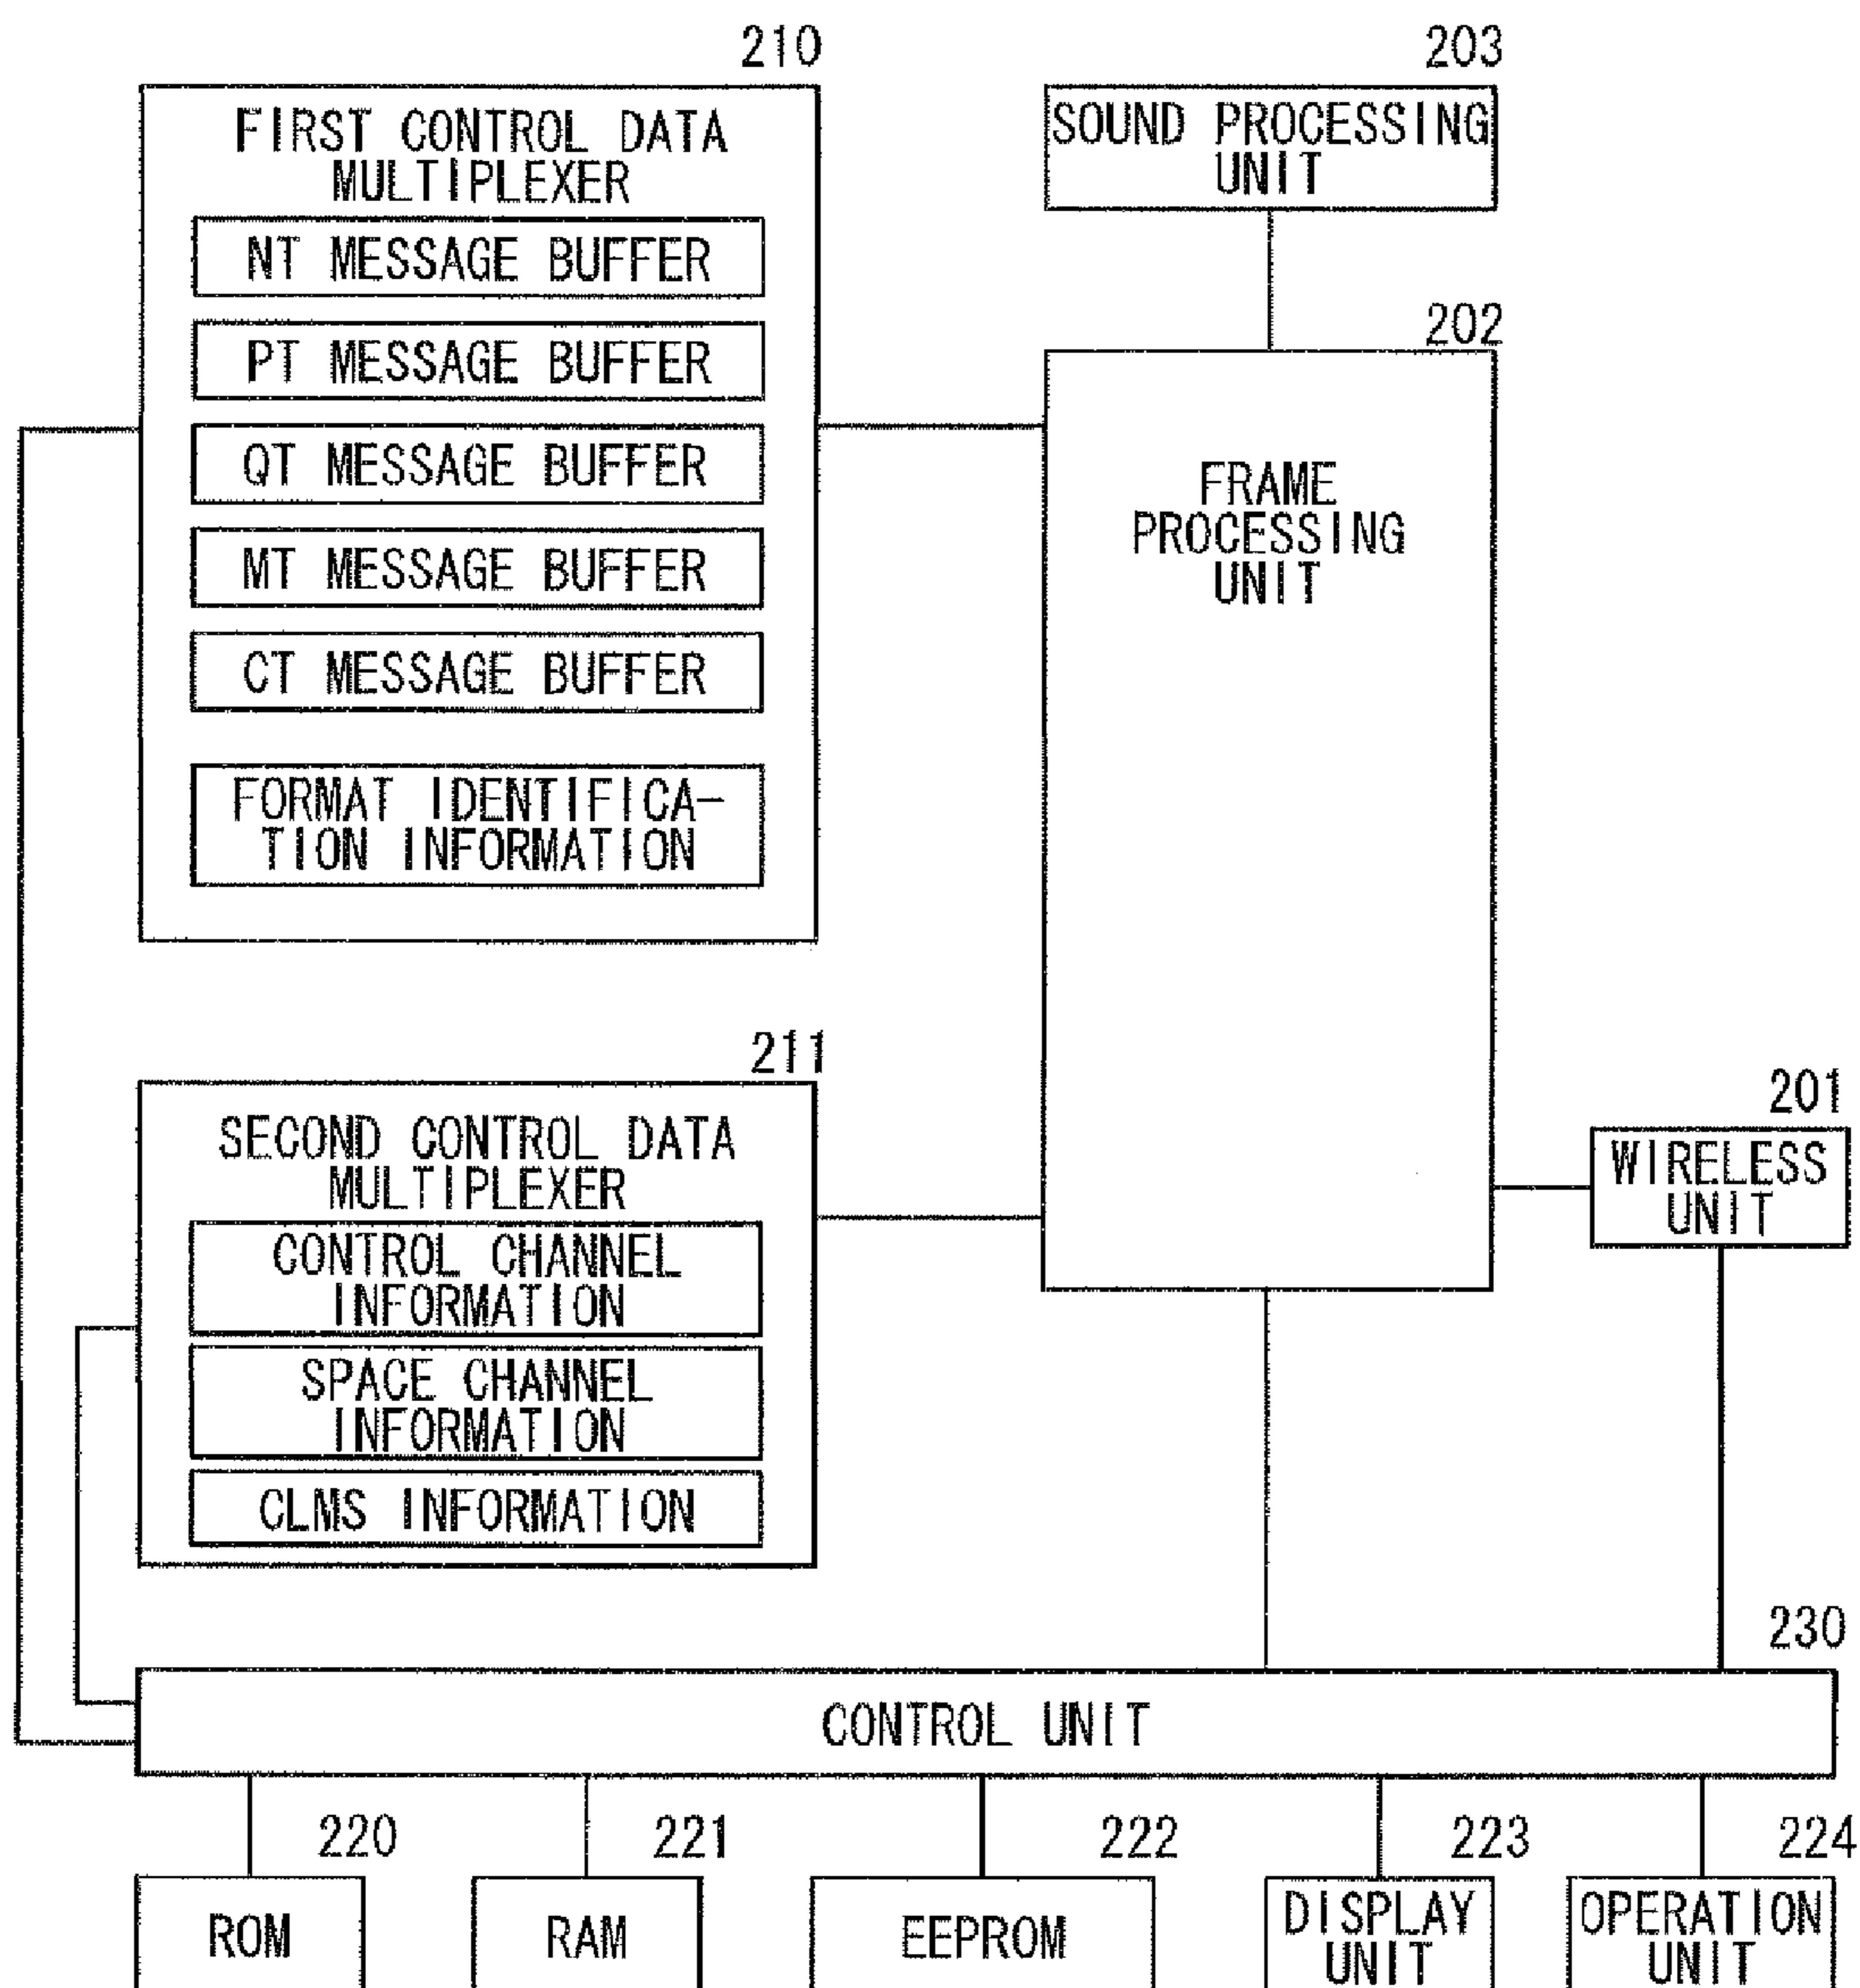 210
FIRST CONTROL DATA
MULTIPLEXER
NT MESSAGE BUFFER
PT MESSAGE BUFFER
QT MESSAGE BUFFER
MT MESSAGE BUFFER
CT MESSAGE BUFFER
FORMAT IDENTIFICA-
TION INFORMATION
203
SOUND PROCESSING
UNIT
202
FRAME
PROCESSING
UNIT
211
SECOND CONTROL DATA
MULTIPLEXER
CONTROL CHANNEL
INFORMATION
SPACE CHANNEL
INFORMATION
CLMS INFORMATION
201
WIRELESS
UNIT
230
CONTROL UNIT
220
ROM
221
RAM
222
EEPROM
223
DISPLAY
UNIT
224
OPERATION
UNIT